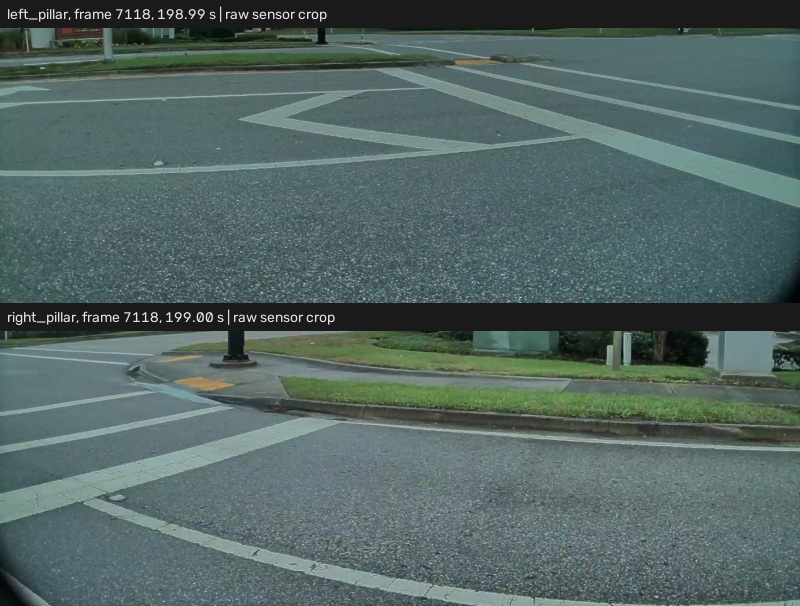 left_pillar, frame 7118, 198.99 s | raw sensor crop
right_pillar, frame 7118, 199.00 s | raw sensor crop